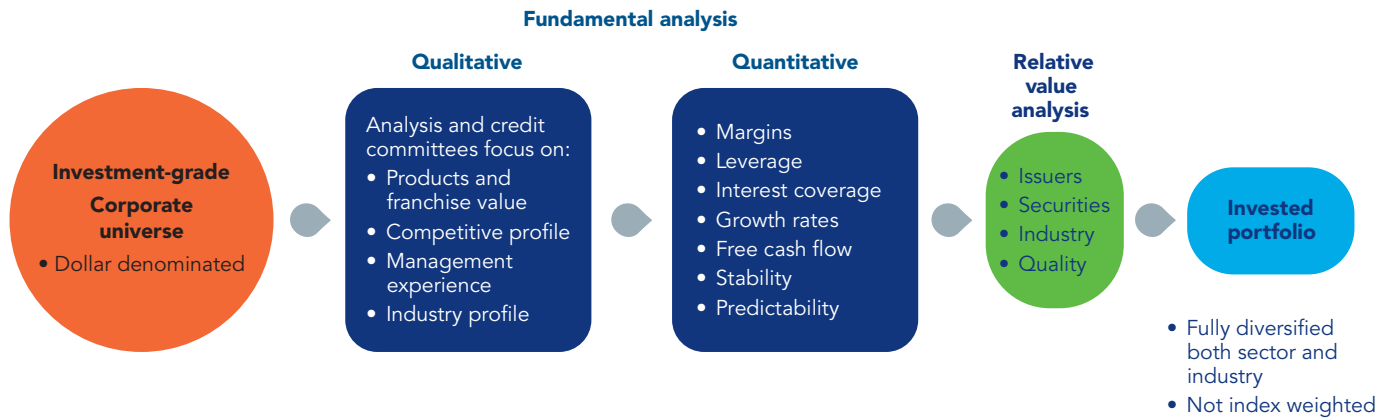 Fundamental analysis
Qualitative
Quantitative
Relative
value
analysis
Investment-grade
Corporate
universe
• Dollar denominated
Analysis and credit
committees focus on:
• Products and
franchise value
• Competitive profile
• Management
experience
• Industry profile
• Margins
• Leverage
• Interest coverage
• Growth rates
• Free cash flow
• Stability
• Predictability
• Issuers
• Securities
• Industry
• Quality
Invested
portfolio
• Fully diversified
both sector and
industry
• Not index weighted